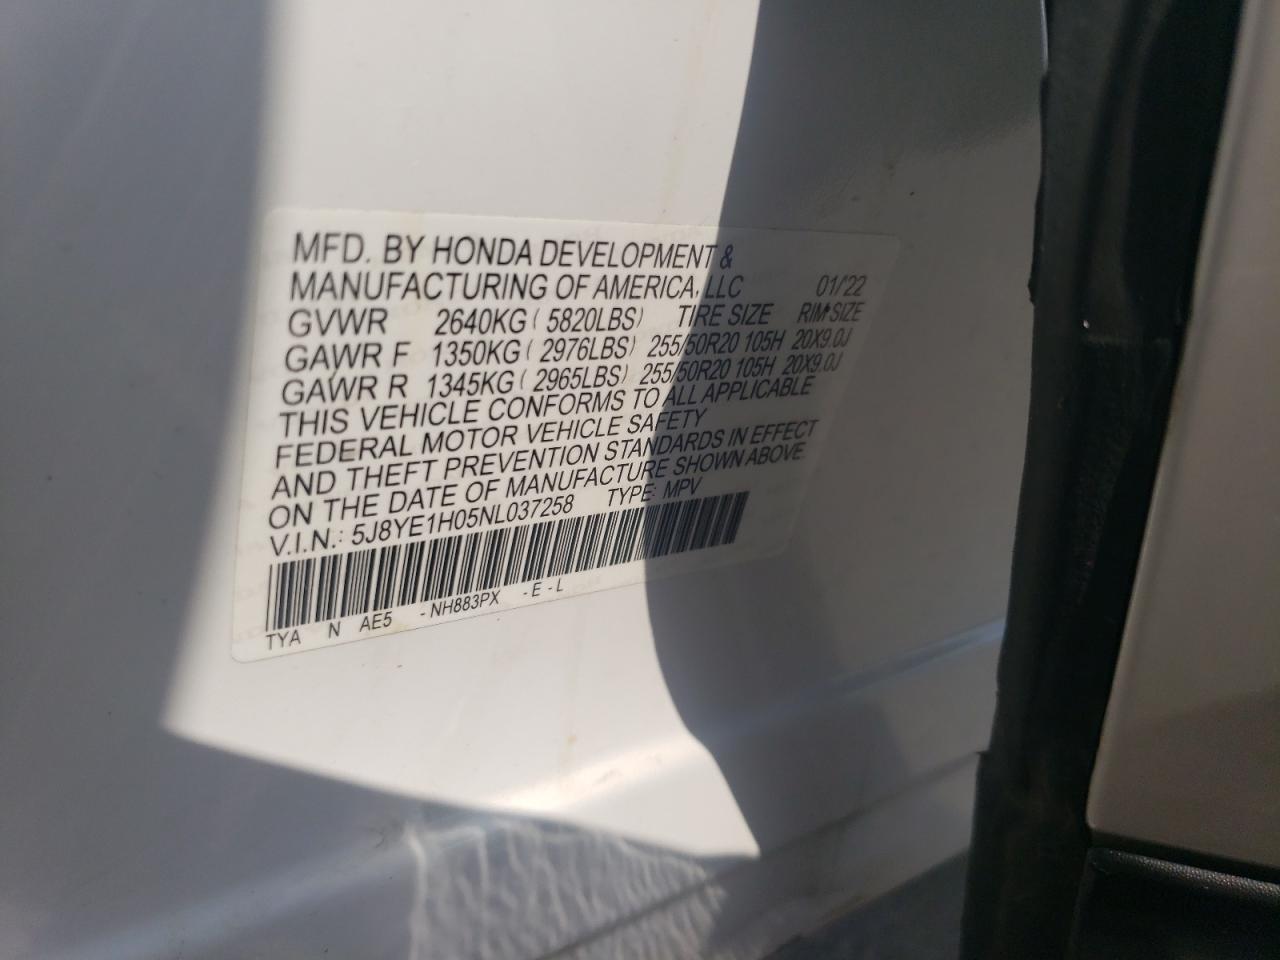 MFD. BY HONDA DEVELOPMENT &
MANUFACTURING OF AMERICA, LLC 01/'22
GVWR 2640KG ( 5820LBS) TIRE SIZE RIM SIZE
GAWR F 1350KG ( 2976LBS) 255/50R20 105H 20X9.0J
GAWR R 1345KG ( 2965LBS) 255/50R20 105H 20X9.0J
THIS VEHICLE CONFORMS TO ALL APPLICABLE
FEDERAL MOTOR VEHICLE SAFETY
AND THEFT PREVENTION STANDARDS IN EFFECT
ON THE DATE OF MANUFACTURE SHOWN ABOVE.
V.I.N.: 5J8YE1H05NL037258 TYPE: MPV
TYA N AE5 - NH883PX - E - L